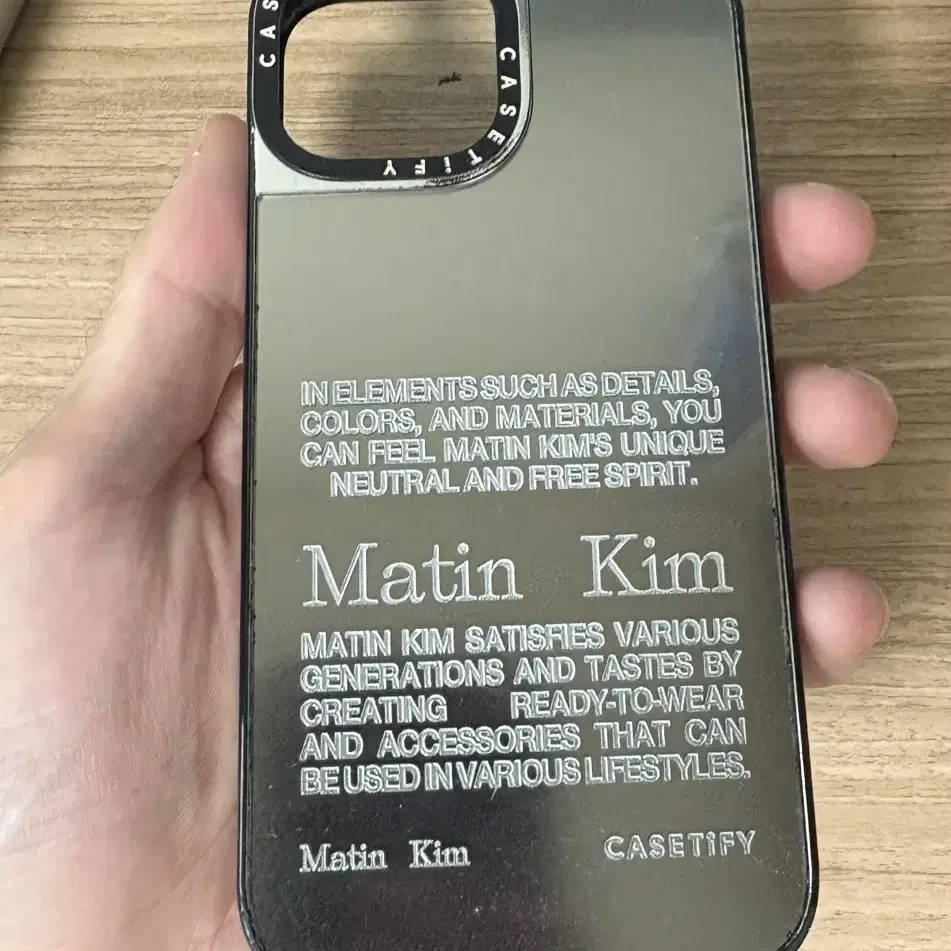 CAS
CASETiFY
IN ELEMENTS SUCH AS DETAILS,
COLORS, AND MATERIALS, YOU
CAN FEEL MATIN KIM'S UNIQUE
NEUTRAL AND FREE SPIRIT.
Matin Kim
MATIN KIM SATISFIES VARIOUS
GENERATIONS AND TASTES BY
CREATING READY-TO-WEAR
AND ACCESSORIES THAT CAN
BE USED IN VARIOUS LIFESTYLES.
Matin Kim CASETiFY